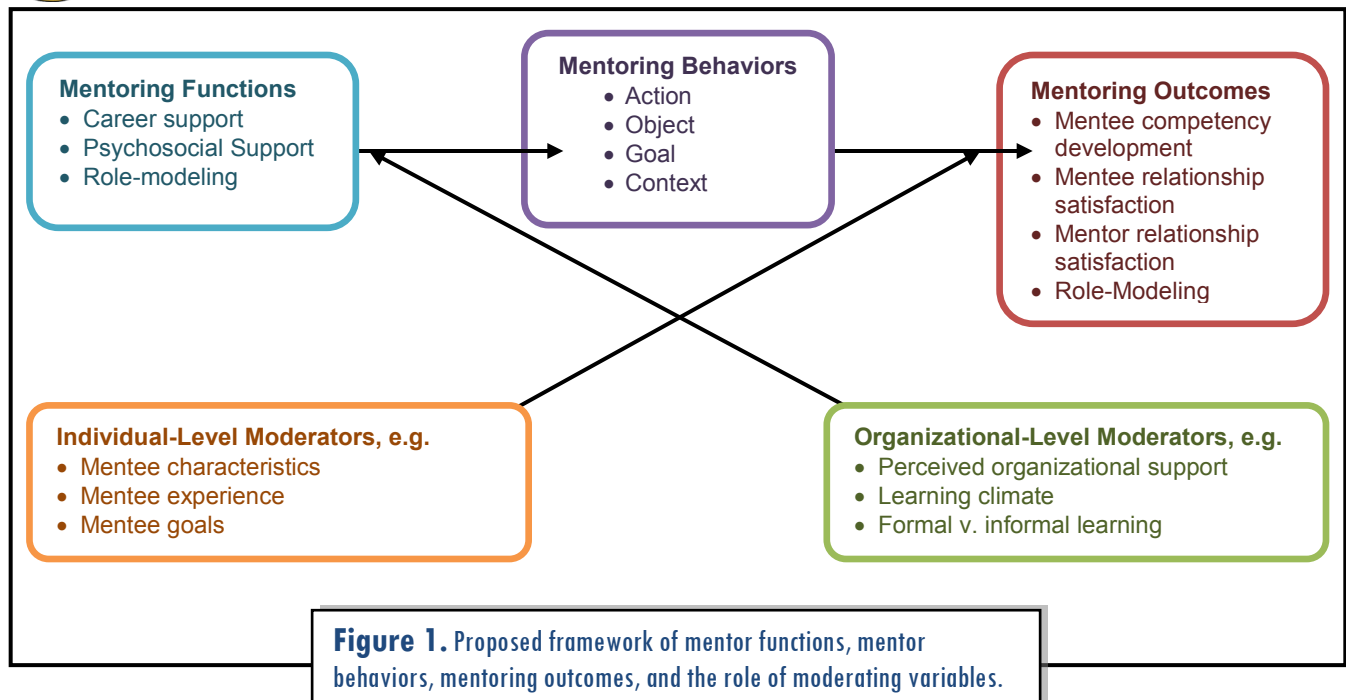 Mentoring Functions
• Career support
• Psychosocial Support
• Role-modeling
Mentoring Behaviors
• Action
• Object
• Goal
• Context
Mentoring Outcomes
• Mentee competency
development
• Mentee relationship
satisfaction
• Mentor relationship
satisfaction
• Role-Modeling
Individual-Level Moderators, e.g.
• Mentee characteristics
• Mentee experience
• Mentee goals
Organizational-Level Moderators, e.g.
• Perceived organizational support
• Learning climate
• Formal v. informal learning
Figure 1. Proposed framework of mentor functions, mentor
behaviors, mentoring outcomes, and the role of moderating variables.